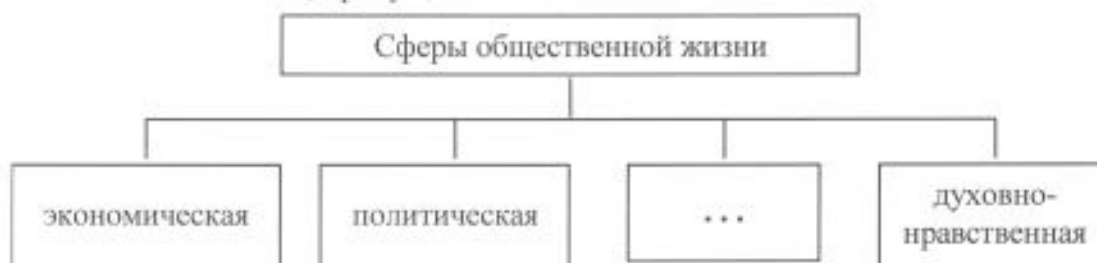 Сферы общественной жизни
экономическая
политическая
...
духовно-
нравственная